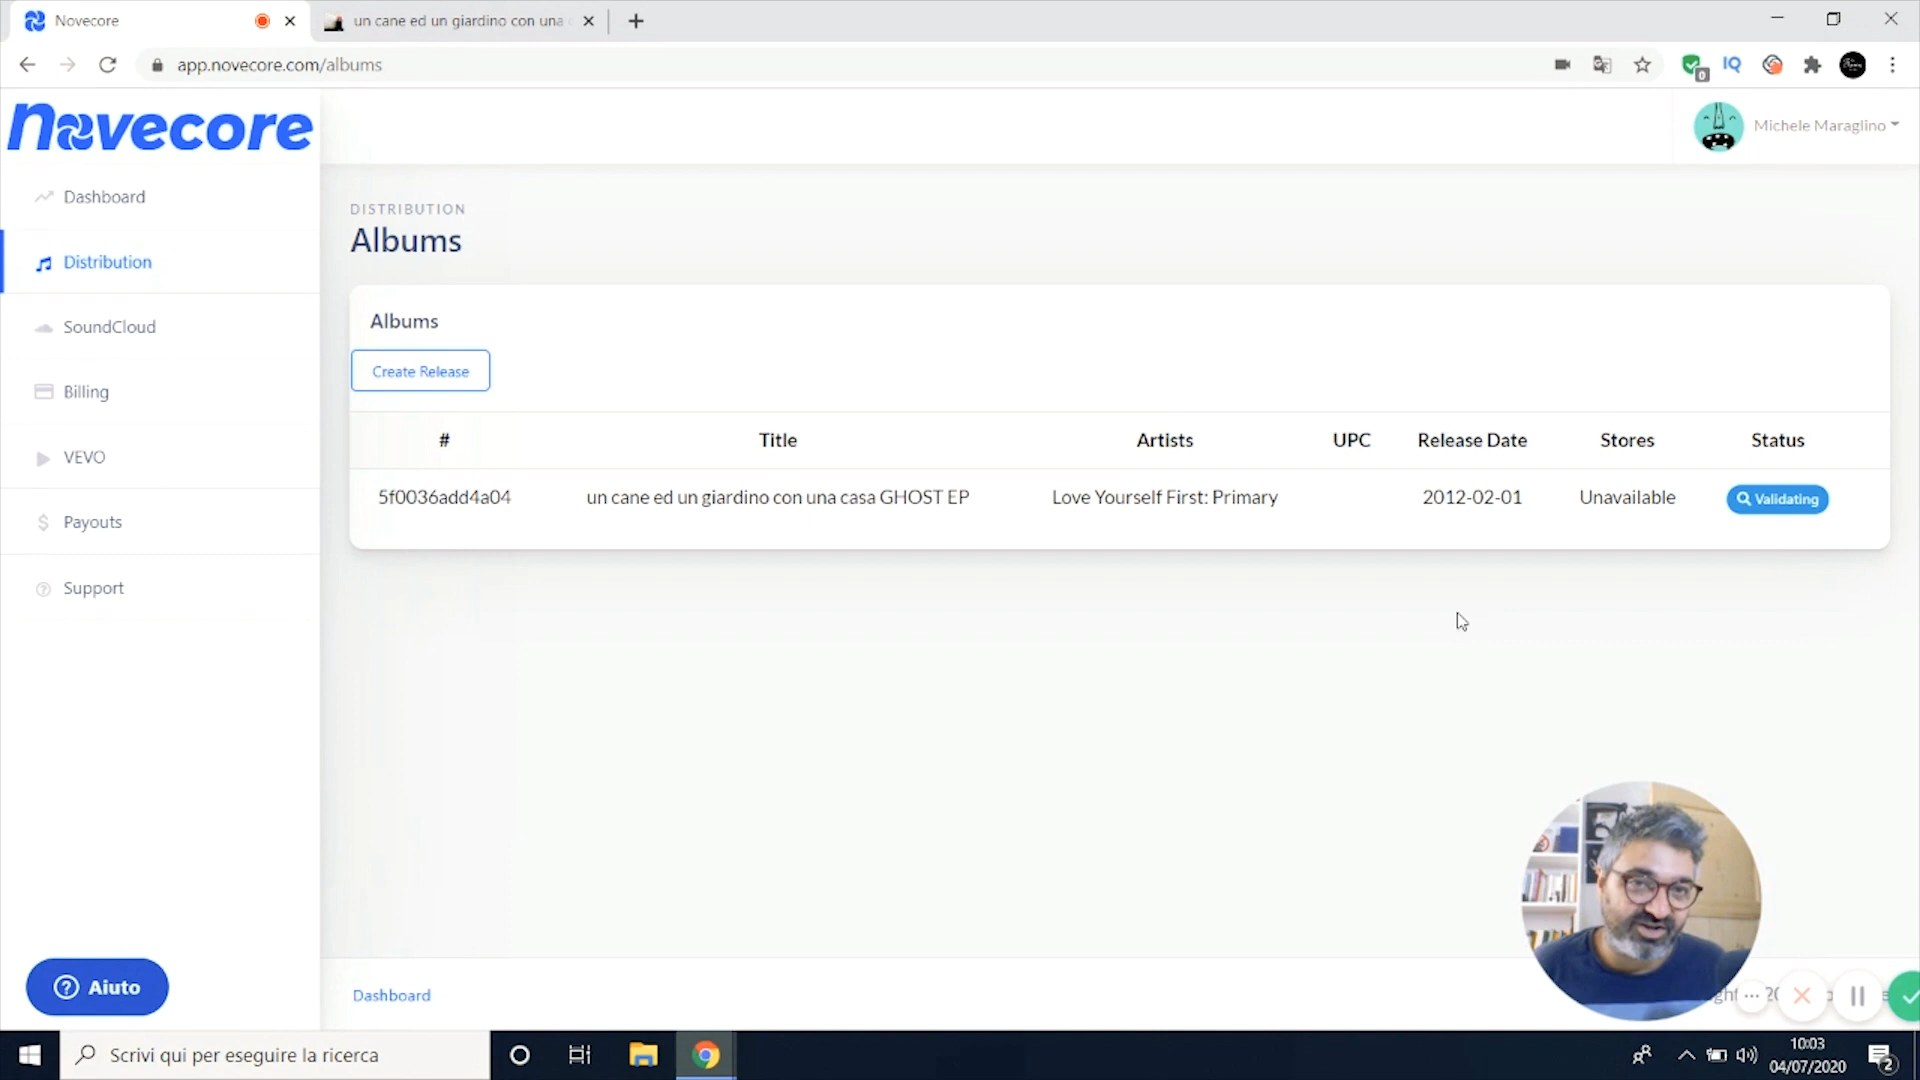 Novecore
un cane ed un giardino con una
app.novecore.com/albums
0
IQ
Novecore
Michele Maraglino
Dashboard
Distribution
SoundCloud
Billing
VEVO
Payouts
Support
DISTRIBUTION
Albums
Albums
Create Release
# Title Artists UPC Release Date Stores Status
5f0036add4a04 un cane ed un giardino con una casa GHOST EP Love Yourself First: Primary 2012-02-01 Unavailable Validating
Aiuto
Dashboard
Scrivi qui per eseguire la ricerca
10:03
04/07/2020
2